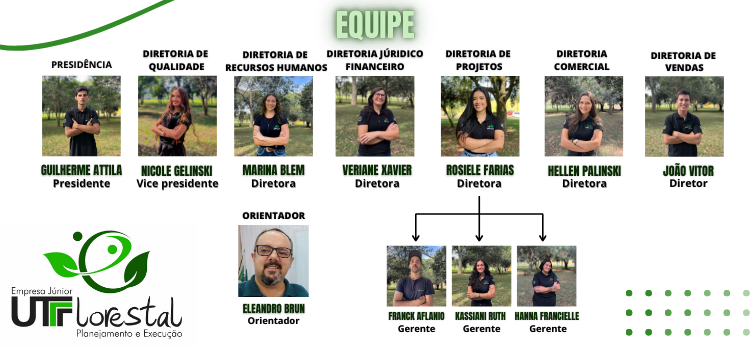 EQUIPE
PRESIDÊNCIA
DIRETORIA DE
QUALIDADE
DIRETORIA DE
RECURSOS HUMANOS
DIRETORIA JÚRIDICO
FINANCEIRO
DIRETORIA DE
PROJETOS
DIRETORIA
COMERCIAL
DIRETORIA DE
VENDAS
GUILHERME ATTILA
Presidente
NICOLE GELINSKI
Vice presidente
MARINA BLEM
Diretora
VERIANE XAVIER
Diretora
ROSIELE FARIAS
Diretora
HELLEN PALINSKI
Diretora
JOÃO VITOR
Diretor
ORIENTADOR
ELEANDRO BRUN
Orientador
FRANCK AFLANIO
Gerente
KASSIANI RUTH
Gerente
HANNA FRANCIELLE
Gerente
Empresa Júnior
UTFlorestal
Planejamento e Execução